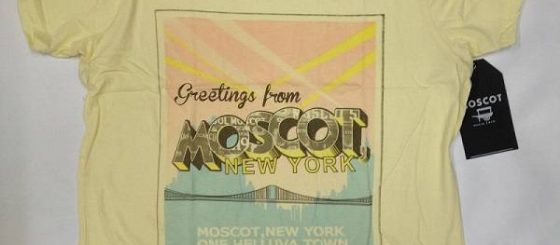 Greetings from
MOSCOT,
NEW YORK
MOSCOT, NEW YORK
ONE HELLUVA TOWN
MOSCOT